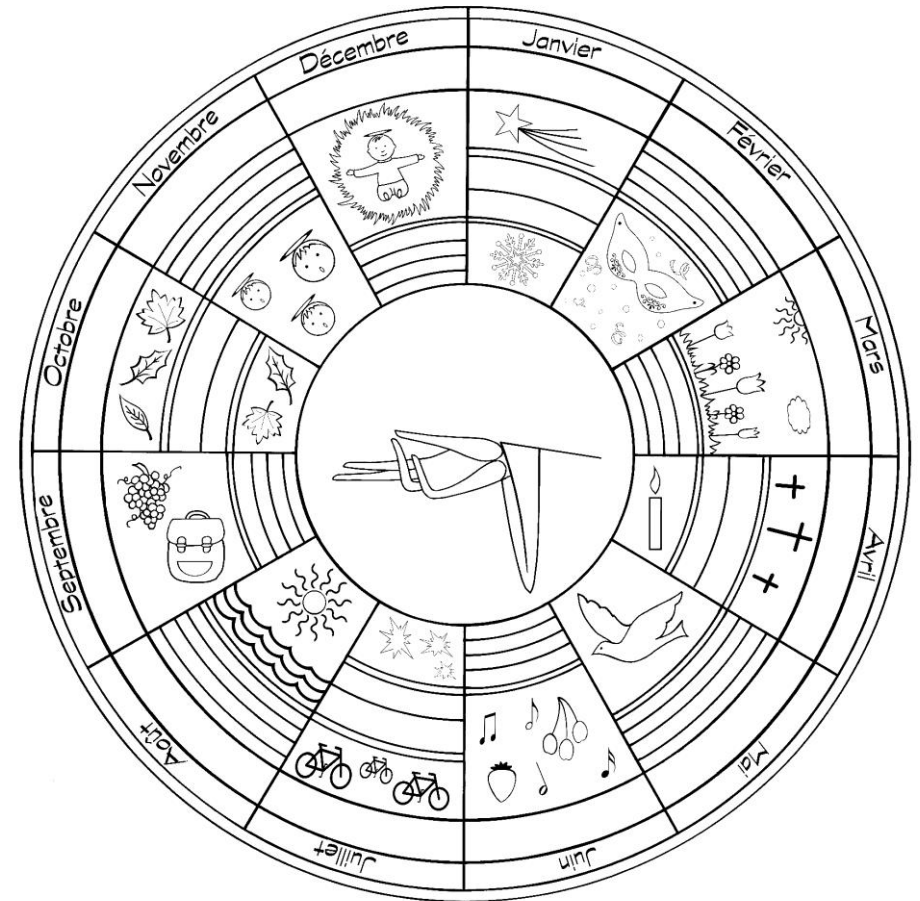 Janvier
Février
Mars
Avril
Mai
Juin
Juillet
Août
Septembre
Octobre
Novembre
Décembre